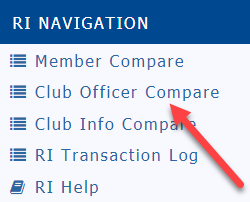 RI NAVIGATION
Member Compare
Club Officer Compare
Club Info Compare
RI Transaction Log
RI Help